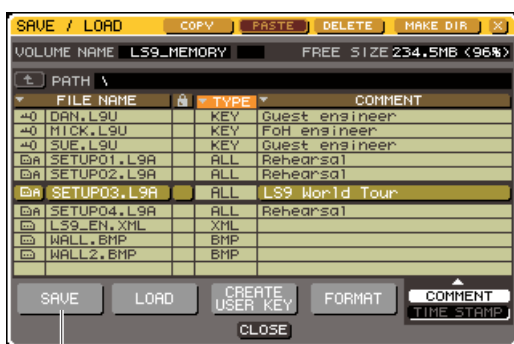 SAVE / LOAD COPY PASTE DELETE MAKE DIR X
VOLUME NAME LS9_MEMORY FREE SIZE 234.5MB (96%)
PATH \
FILE NAME TYPE COMMENT
DAN.L9U KEY Guest engineer
MICK.L9U KEY FoH engineer
SUE.L9U KEY Guest engineer
SETUP01.L9A ALL Rehearsal
SETUP02.L9A ALL Rehearsal
SETUP03.L9A ALL LS9 World Tour
SETUP04.L9A ALL Rehearsal
LS9_EN.XML XML
WALL.BMP BMP
WALL2.BMP BMP
SAVE LOAD CREATE USER KEY FORMAT COMMENT
TIME STAMP
CLOSE